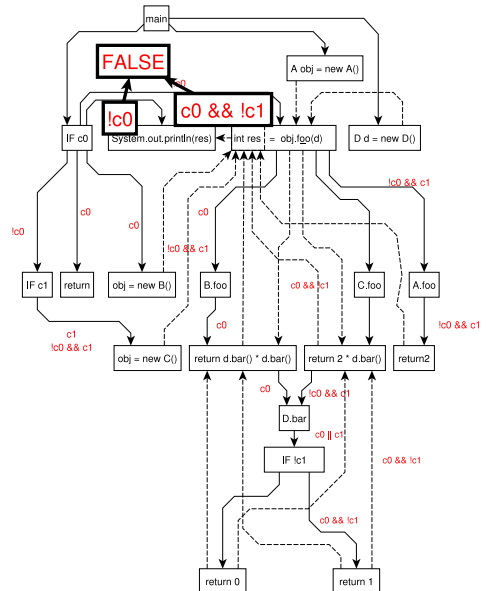 main
A obj = new A()
FALSE
c0
!c0
c0 && !c1
IF c0
System.out.println(res)
int res = obj.foo(d)
D d = new D()
!c0 && c1
c0
!c0
c0
c0
!c0 && c1
IF c1
return
obj = new B()
B.foo
c0 && !c1
C.foo
A.foo
c1
!c0 && c1
c0
!c0 && c1
obj = new C()
return d.bar() * d.bar()
return 2 * d.bar()
return2
c0
!c0 && c1
D.bar
c0 || c1
IF !c1
c0 && !c1
c0 && !c1
return 0
return 1